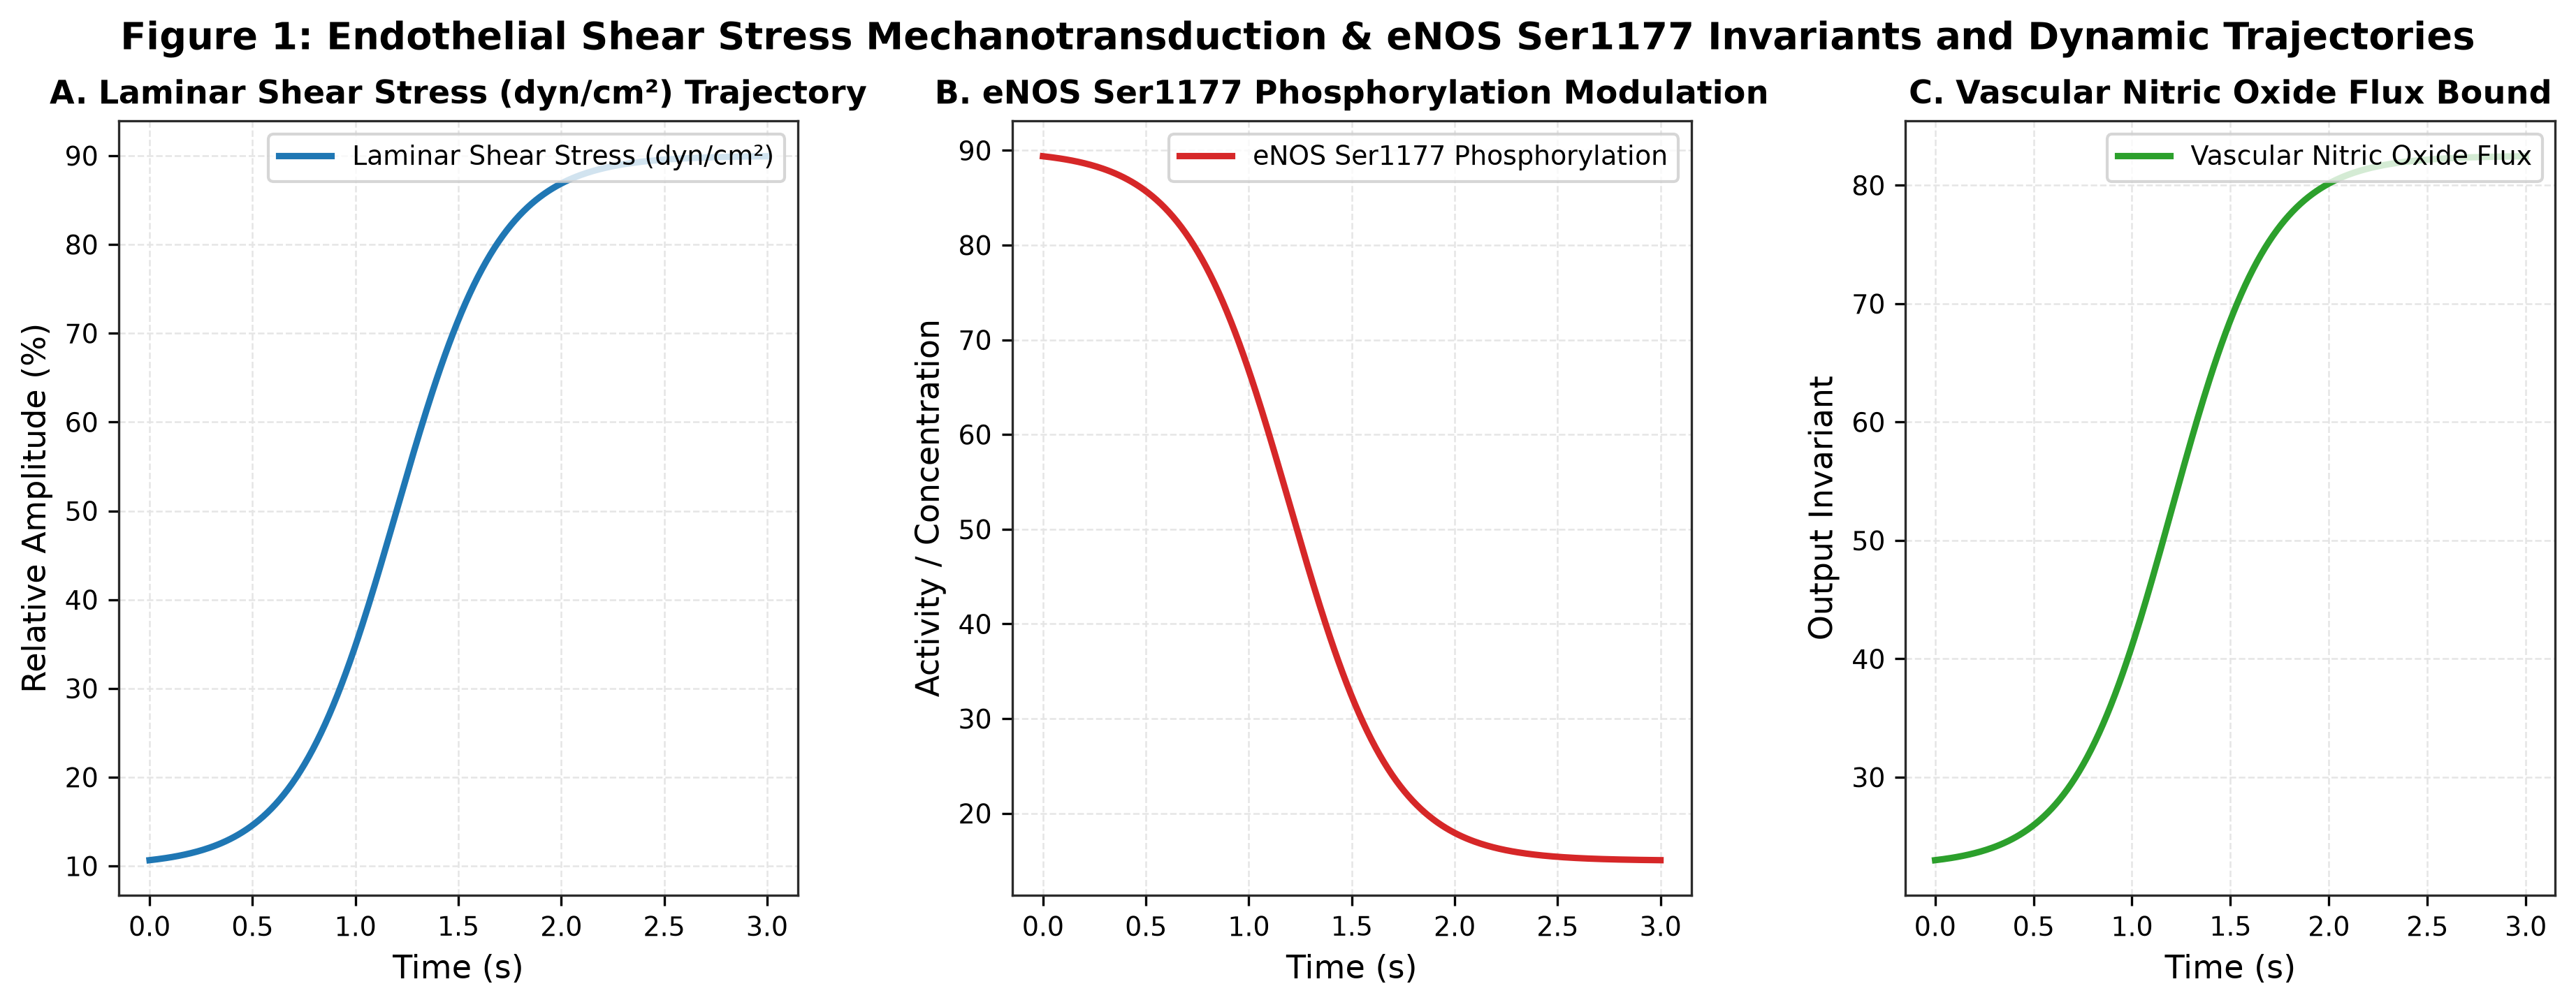 Figure 1: Endothelial Shear Stress Mechanotransduction & eNOS Ser1177 Invariants and Dynamic Trajectories
A. Laminar Shear Stress (dyn/cm²) Trajectory
Laminar Shear Stress (dyn/cm²)
Relative Amplitude (%)
90
80
70
60
50
40
30
20
10
0.0 0.5 1.0 1.5 2.0 2.5 3.0
Time (s)
B. eNOS Ser1177 Phosphorylation Modulation
eNOS Ser1177 Phosphorylation
Activity / Concentration
90
80
70
60
50
40
30
20
0.0 0.5 1.0 1.5 2.0 2.5 3.0
Time (s)
C. Vascular Nitric Oxide Flux Bound
Vascular Nitric Oxide Flux
Output Invariant
80
70
60
50
40
30
0.0 0.5 1.0 1.5 2.0 2.5 3.0
Time (s)